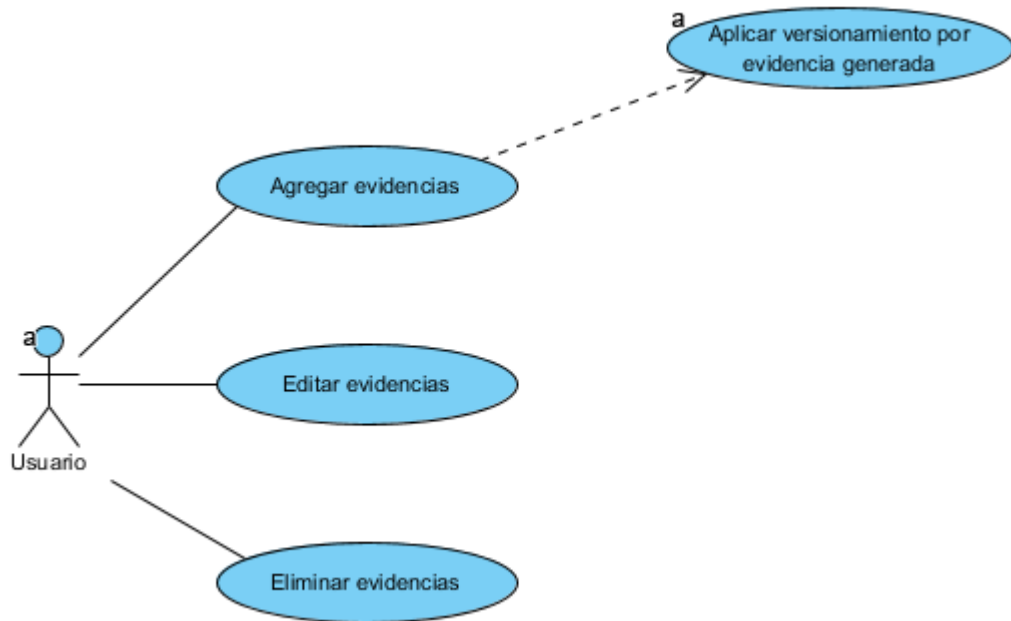 a
Aplicar versionamiento por
evidencia generada
Agregar evidencias
a
Editar evidencias
Usuario
Eliminar evidencias